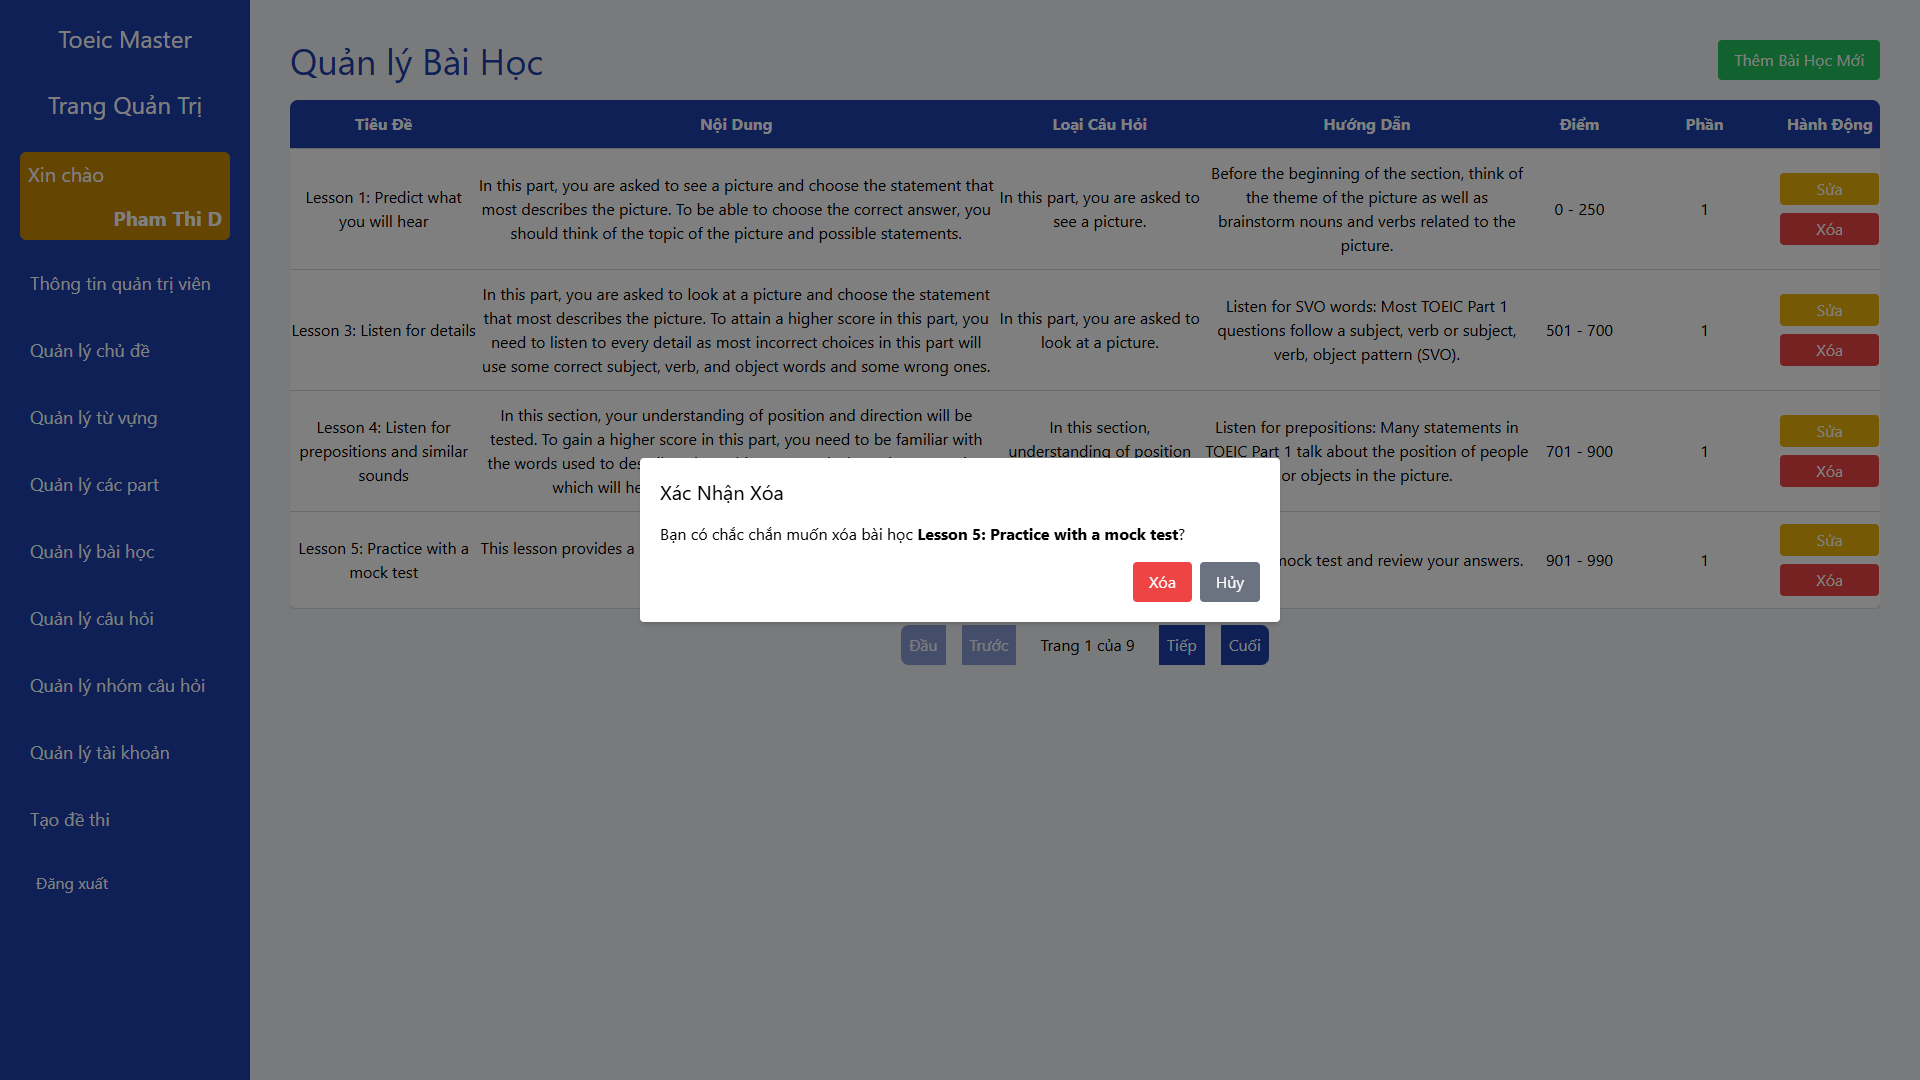 Toeic Master
Trang Quản Trị
Xin chào
Pham Thi D
Thông tin quản trị viên
Quản lý chủ đề
Quản lý từ vựng
Quản lý các part
Quản lý bài học
Quản lý câu hỏi
Quản lý nhóm câu hỏi
Quản lý tài khoản
Tạo đề thi
Đăng xuất
Quản lý Bài Học
Thêm Bài Học Mới
Tiêu Đề Nội Dung Loại Câu Hỏi Hướng Dẫn Điểm Phần Hành Động
Lesson 1: Predict what
you will hear
In this part, you are asked to see a picture and choose the statement that
most describes the picture. To be able to choose the correct answer, you
should think of the topic of the picture and possible statements.
In this part, you are asked to
see a picture.
Before the beginning of the section, think of
the theme of the picture as well as
brainstorm nouns and verbs related to the
picture.
0 - 250
1
Sửa
Xóa
Lesson 3: Listen for details
In this part, you are asked to look at a picture and choose the statement
that most describes the picture. To attain a higher score in this part, you
need to listen to every detail as most incorrect choices in this part will
use some correct subject, verb, and object words and some wrong ones.
In this part, you are asked to
look at a picture.
Listen for SVO words: Most TOEIC Part 1
questions follow a subject, verb or subject,
verb, object pattern (SVO).
501 - 700
1
Sửa
Xóa
Lesson 4: Listen for
prepositions and similar
sounds
In this section, your understanding of position and direction will be
tested. To gain a higher score in this part, you need to be familiar with
the words used to
which will
In this section,
understanding of position
Listen for prepositions: Many statements in
TOEIC Part 1 talk about the position of people
or objects in the picture.
701 - 900
1
Sửa
Xóa
Lesson 5: Practice with a
mock test
This lesson provides a
mock test and review your answers.
901 - 990
1
Sửa
Xóa
Xác Nhận Xóa
Bạn có chắc chắn muốn xóa bài học Lesson 5: Practice with a mock test?
Xóa Hủy
Đầu Trước Trang 1 của 9 Tiếp Cuối